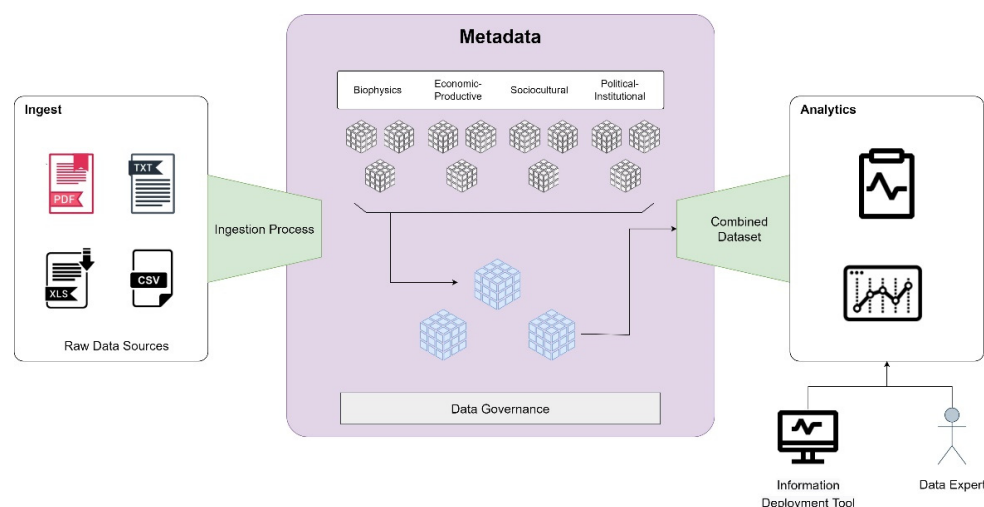 Metadata
Ingest
PDF
TXT
XLS
CSV
Raw Data Sources
Ingestion Process
Biophysics
Economic-
Productive
Sociocultural
Political-
Institutional
Data Governance
Combined
Dataset
Analytics
Information
Deployment Tool
Data Expert